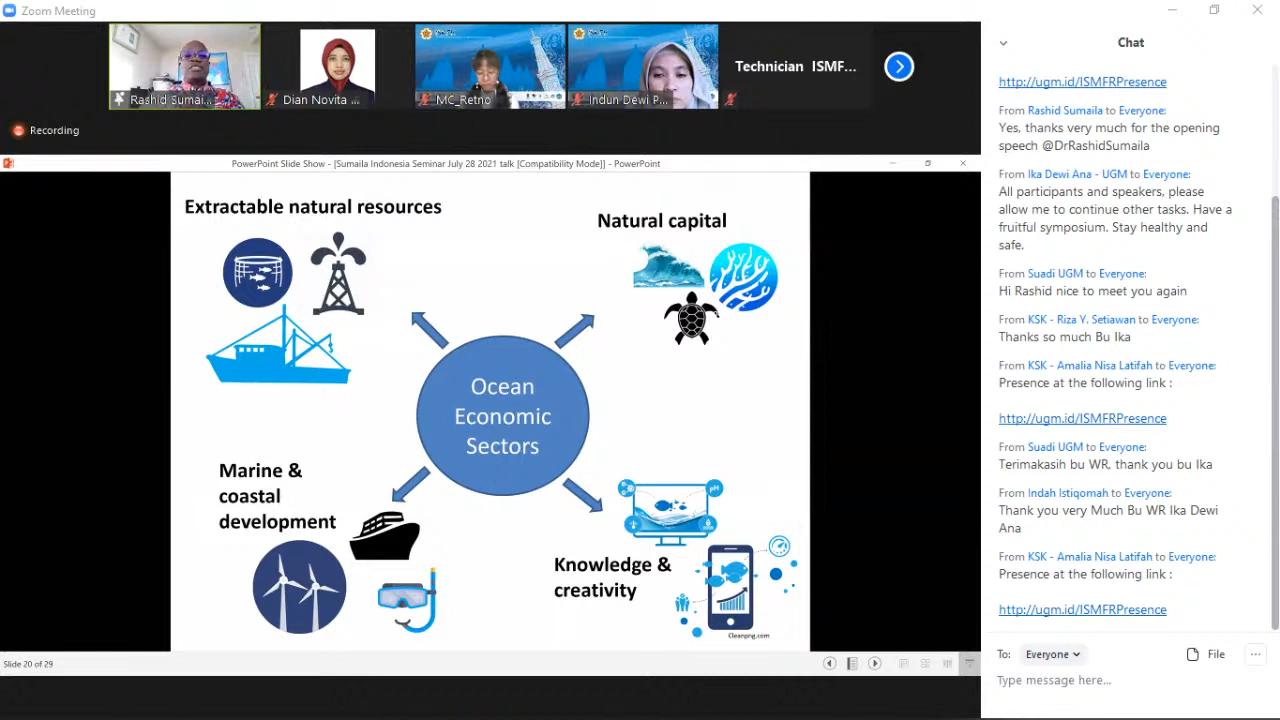 Zoom Meeting
Rashid Sumai...
Dian Novita ...
MC_Retno
Indun Dewi P...
Technician ISMF...
Recording
PowerPoint Slide Show - [Sumaila Indonesia Seminar July 28 2021 talk [Compatibility Mode]] - PowerPoint
Extractable natural resources
Natural capital
Ocean
Economic
Sectors
Marine &
coastal
development
Knowledge &
creativity
pH
Cleanpng.com
Slide 20 of 29
Chat
http://ugm.id/ISMFRPresence
From Rashid Sumaila to Everyone:
Yes, thanks very much for the opening
speech @DrRashidSumaila
From Ika Dewi Ana - UGM to Everyone:
All participants and speakers, please
allow me to continue other tasks. Have a
fruitful symposium. Stay healthy and
safe.
From Suadi UGM to Everyone:
Hi Rashid nice to meet you again
From KSK - Riza Y. Setiawan to Everyone:
Thanks so much Bu Ika
From KSK - Amalia Nisa Latifah to Everyone:
Presence at the following link :
http://ugm.id/ISMFRPresence
From Suadi UGM to Everyone:
Terimakasih bu WR, thank you bu Ika
From Indah Istiqomah to Everyone:
Thank you very Much Bu WR Ika Dewi
Ana
From KSK - Amalia Nisa Latifah to Everyone:
Presence at the following link :
http://ugm.id/ISMFRPresence
To: Everyone
File
Type message here...